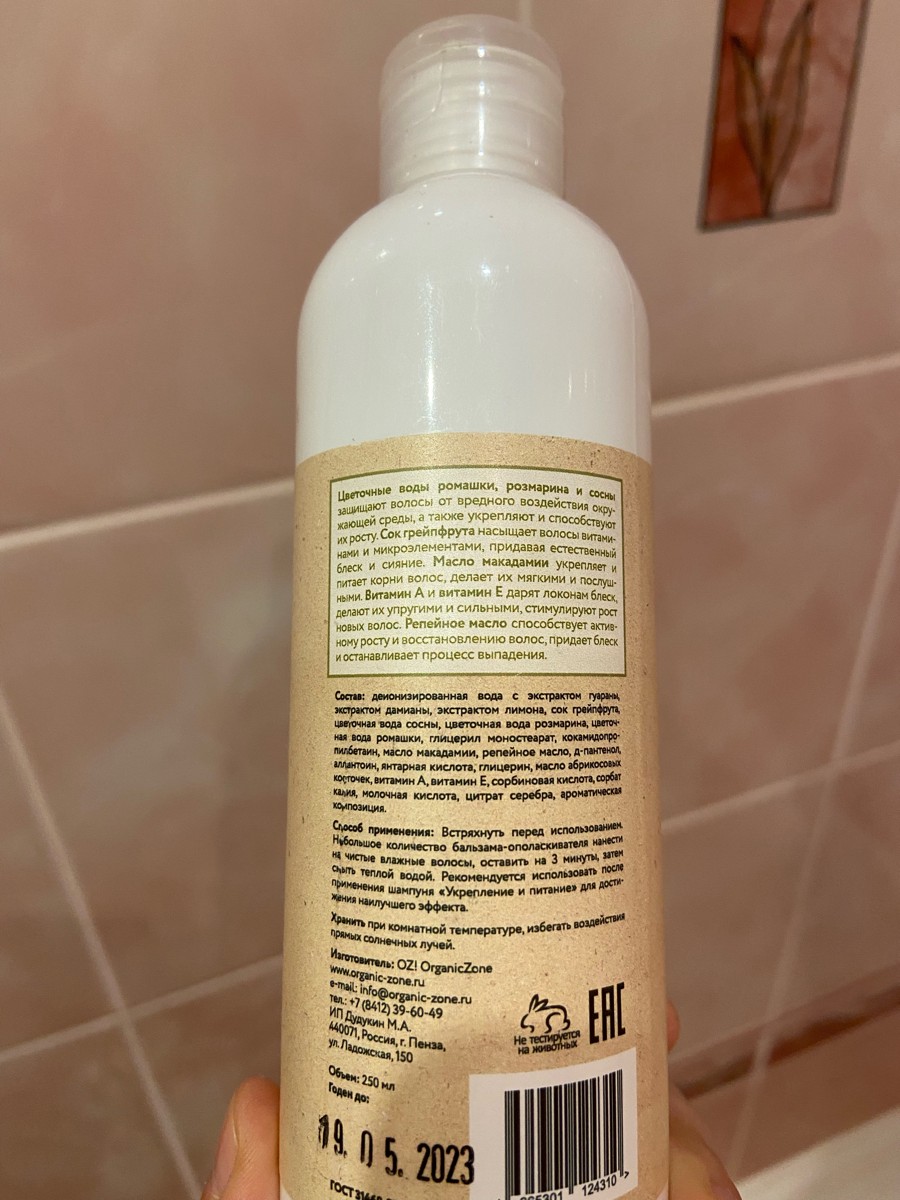 Цветочные воды ромашки, розмарина и сосны
защищают волосы от вредного воздействия окру-
жающей среды, а также укрепляют и способствуют
их росту. Сок грейпфрута насыщает волосы витами-
нами и микроэлементами, придавая естественный
блеск и сияние. Масло макадамии укрепляет и
питает корни волос, делает их мягкими и послуш-
ными. Витамин А и витамин Е дарят локонам блеск,
делают их упругими и сильными, стимулируют рост
новых волос. Репейное масло способствует актив-
ному росту и восстановлению волос, придает блеск
и останавливает процесс выпадения.
Состав: деионизированная вода с экстрактом гуараны,
экстрактом дамианы, экстрактом лимона, сок грейпфрута,
цветочная вода сосны, цветочная вода розмарина, цветоч-
ная вода ромашки, глицерил моностеарат, кокамидопро-
пилбетаин, масло макадамии, репейное масло, д-пантенол,
аллантоин, янтарная кислота, глицерин, масло абрикосовых
косточек, витамин А, витамин Е, сорбиновая кислота, сорбат
калия, молочная кислота, цитрат серебра, ароматическая
композиция.
Способ применения: Встряхнуть перед использованием.
Небольшое количество бальзама-ополаскивателя нанести
на чистые влажные волосы, оставить на 3 минуты, затем
смыть теплой водой. Рекомендуется использовать после
применения шампуня «Укрепление и питание» для дости-
жения наилучшего эффекта.
Хранить при комнатной температуре, избегать воздействия
прямых солнечных лучей.
Изготовитель: OZ! OrganicZone
www.organic-zone.ru
e-mail: info@organic-zone.ru
тел.: +7 (8412) 39-60-49
ИП Дудукин М.А.
440071, Россия, г. Пенза,
ул. Ладожская, 150
Не тестируется
на животных
EAC
Объем: 250 мл
Годен до:
19. 05. 2023
ГОСТ
124310 >